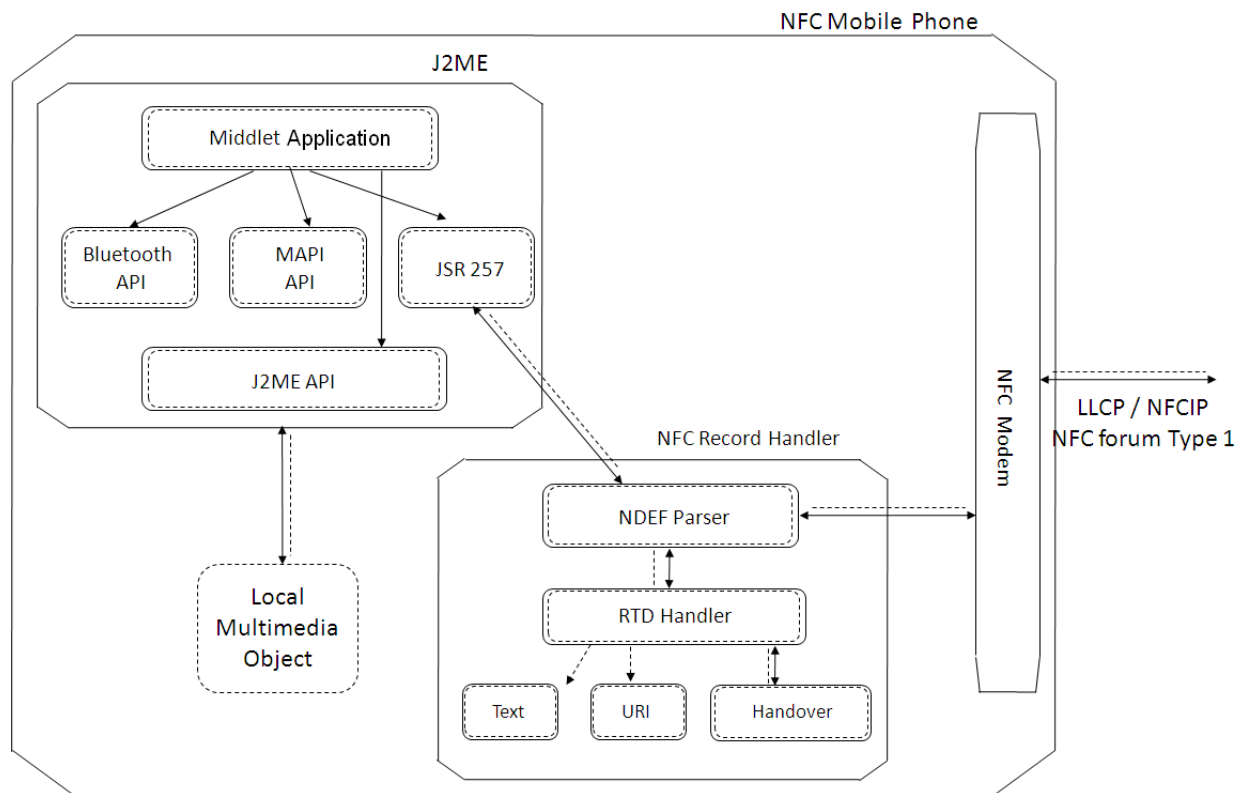 NFC Mobile Phone
J2ME
Middlet Application
Bluetooth
API
MAPI
API
JSR 257
J2ME API
NFC Modem
LLCP / NFCIP
NFC forum Type 1
NFC Record Handler
NDEF Parser
Local
Multimedia
Object
RTD Handler
Text
URI
Handover